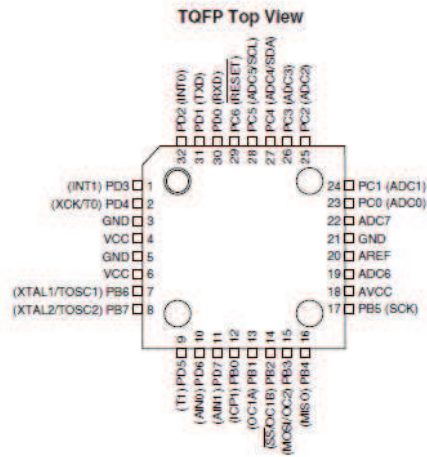 TQFP Top View
PD2 (INT0)
PD1 (TXD)
PD0 (RXD)
PC6 (RESET)
PC5 (ADC5/SCL)
PC4 (ADC4/SDA)
PC3 (ADC3)
PC2 (ADC2)
32 31 30 29 28 27 26 25
(INT1) PD3 1
(XCK/T0) PD4 2
GND 3
VCC 4
GND 5
VCC 6
(XTAL1/TOSC1) PB6 7
(XTAL2/TOSC2) PB7 8
24 PC1 (ADC1)
23 PC0 (ADC0)
22 ADC7
21 GND
20 AREF
19 ADC6
18 AVCC
17 PB5 (SCK)
9 10 11 12 13 14 15 16
(T1) PD5
(AIN0) PD6
(AIN1) PD7
(ICP1) PB0
(OC1A) PB1
(SS/OC1B) PB2
(MOSI/OC2) PB3
(MISO) PB4